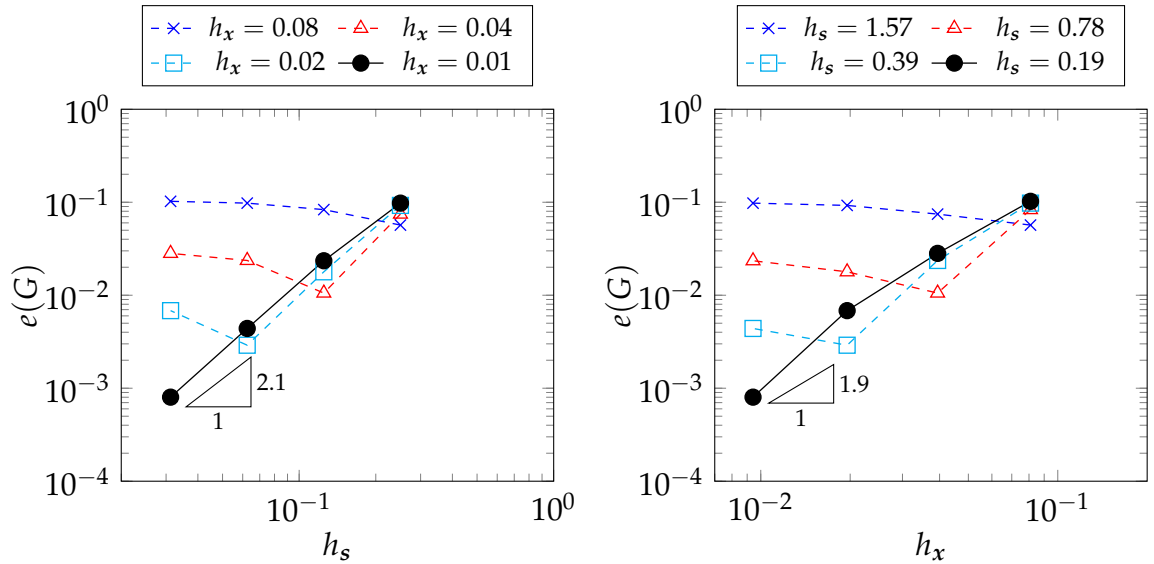 h_x = 0.08 h_x = 0.04
h_x = 0.02 h_x = 0.01
10^0
10^−1
10^−2
10^−3
10^−4
e(G)
2.1
1
10^−1 10^0
h_s
h_s = 1.57 h_s = 0.78
h_s = 0.39 h_s = 0.19
10^0
10^−1
10^−2
10^−3
10^−4
e(G)
1.9
1
10^−2 10^−1
h_x